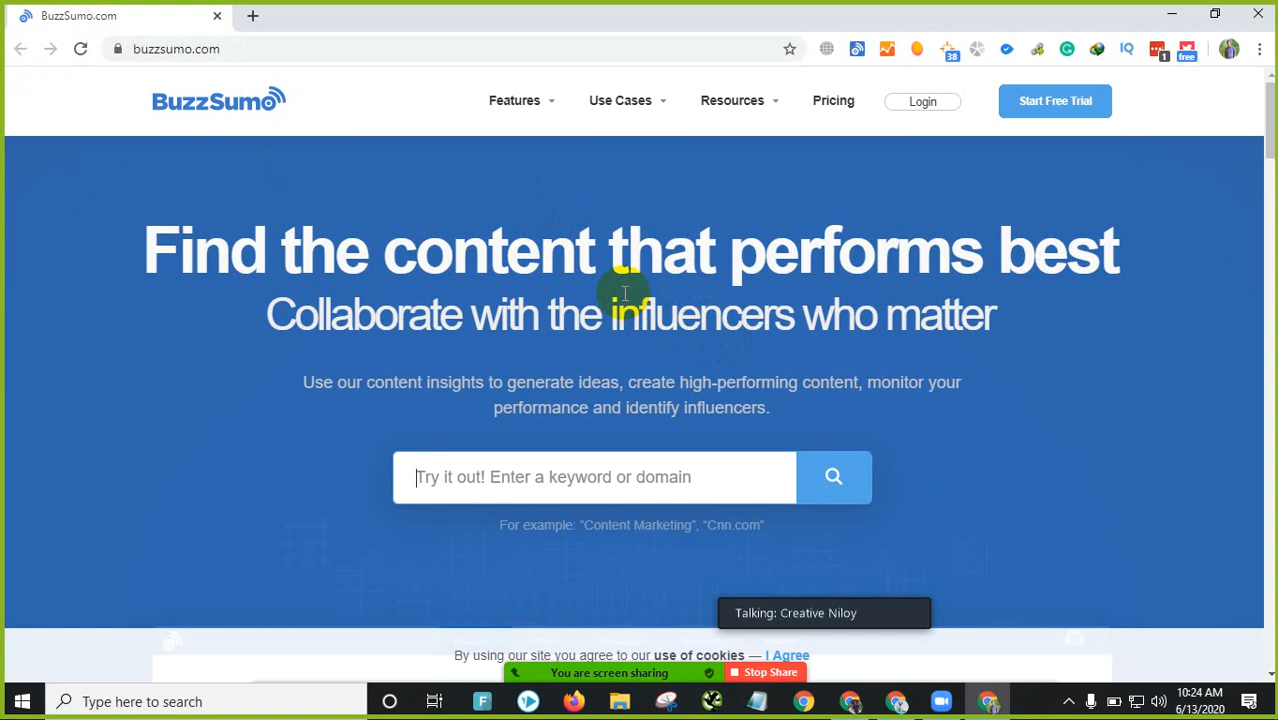 BuzzSumo.com
buzzsumo.com
38
IQ
1
free
BuzzSumo
Features
Use Cases
Resources
Pricing
Login
Start Free Trial
Find the content that performs best
Collaborate with the influencers who matter
Use our content insights to generate ideas, create high-performing content, monitor your
performance and identify influencers.
Try it out! Enter a keyword or domain
For example: “Content Marketing”, “Cnn.com”
Talking: Creative Niloy
By using our site you agree to our use of cookies — I Agree
You are screen sharing
Stop Share
Type here to search
F
10:24 AM
6/13/2020